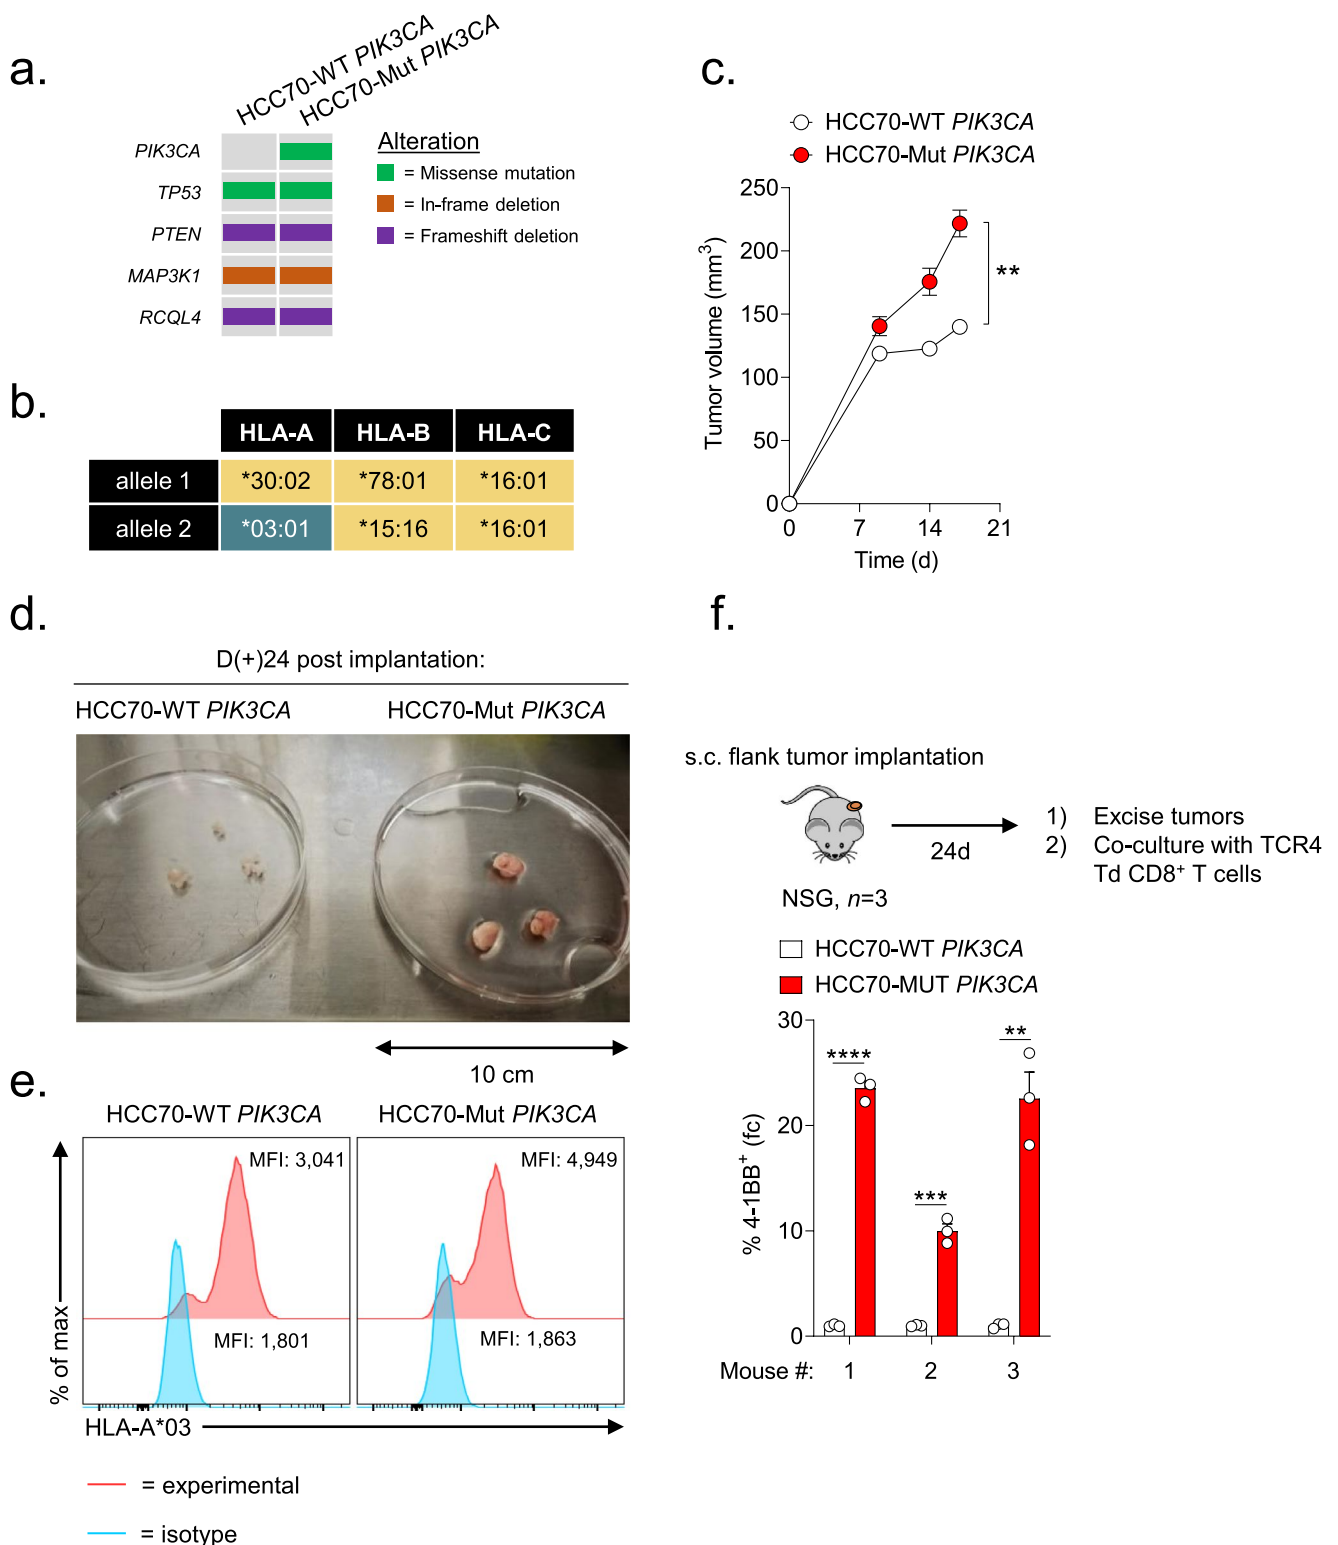 a.
HCC70-WT PIK3CA
HCC70-Mut PIK3CA
PIK3CA
TP53
PTEN
MAP3K1
RCQL4
Alteration
= Missense mutation
= In-frame deletion
= Frameshift deletion
b.
HLA-A HLA-B HLA-C
allele 1 *30:02 *78:01 *16:01
allele 2 *03:01 *15:16 *16:01
c.
HCC70-WT PIK3CA
HCC70-Mut PIK3CA
250
200
150
100
50
0
Tumor volume (mm³)
**
0 7 14 21
Time (d)
d.
D(+)24 post implantation:
HCC70-WT PIK3CA HCC70-Mut PIK3CA
10 cm
e.
HCC70-WT PIK3CA HCC70-Mut PIK3CA
MFI: 3,041 MFI: 4,949
MFI: 1,801 MFI: 1,863
% of max
HLA-A*03
= experimental
= isotype
f.
s.c. flank tumor implantation
24d
NSG, n=3
1) Excise tumors
2) Co-culture with TCR4
Td CD8⁺ T cells
HCC70-WT PIK3CA
HCC70-MUT PIK3CA
30
20
10
0
% 4-1BB⁺ (fc)
**** *** **
Mouse #: 1 2 3